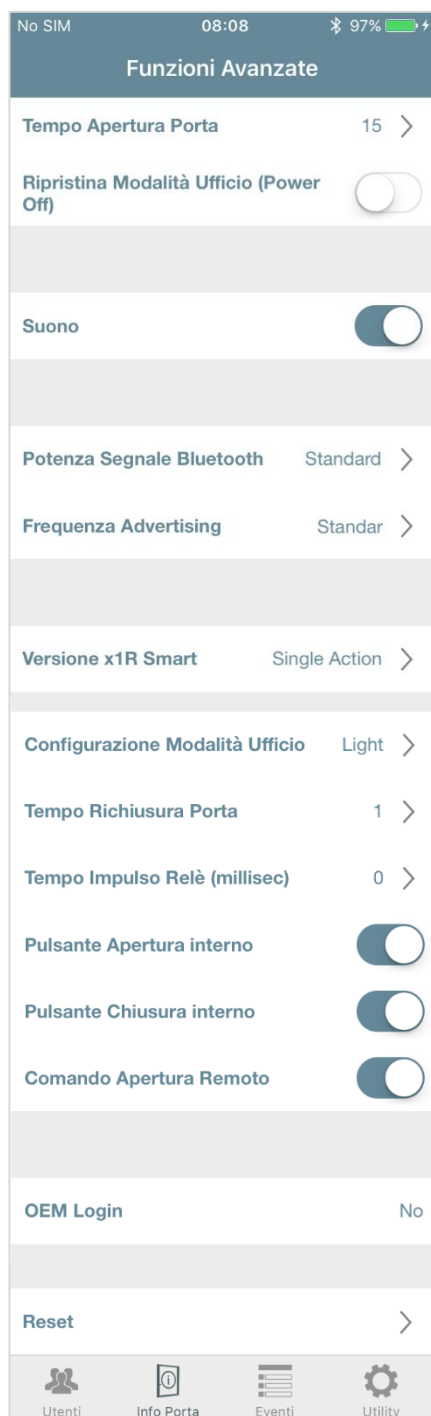 No SIM 08:08 97%
Funzioni Avanzate
Tempo Apertura Porta 15
Ripristina Modalità Ufficio (Power
Off)
Suono
Potenza Segnale Bluetooth Standard
Frequenza Advertising Standar
Versione x1R Smart Single Action
Configurazione Modalità Ufficio Light
Tempo Richiusura Porta 1
Tempo Impulso Relè (millisec) 0
Pulsante Apertura interno
Pulsante Chiusura interno
Comando Apertura Remoto
OEM Login No
Reset
Utenti Info Porta Eventi Utility